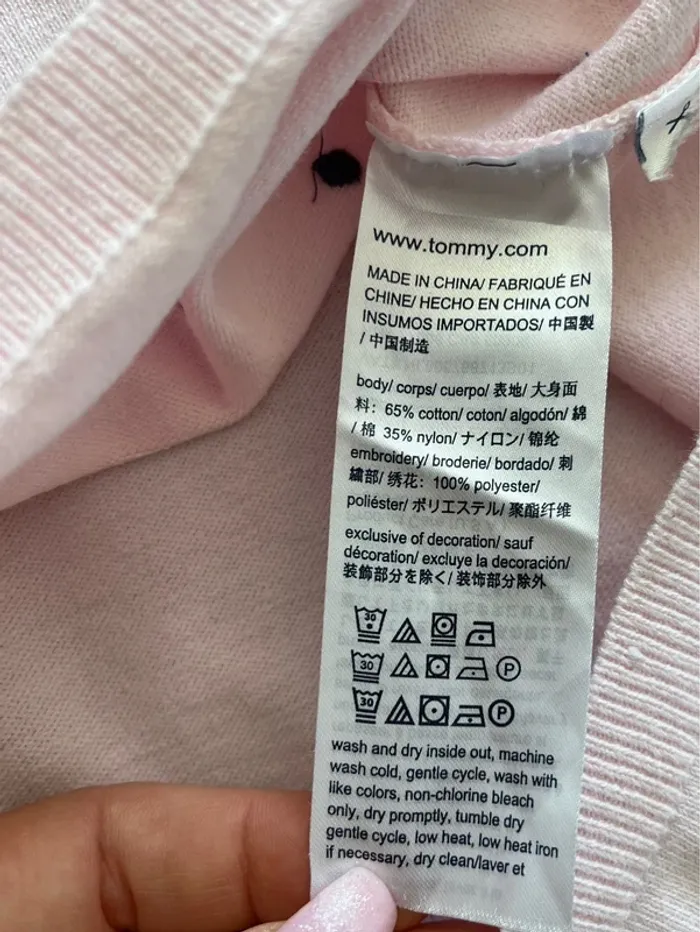 www.tommy.com
MADE IN CHINA/ FABRIQUÉ EN
CHINE/ HECHO EN CHINA CON
INSUMOS IMPORTADOS/ 中国製
/ 中国制造
body/ corps/ cuerpo/ 表地/ 大身面
料：65% cotton/ coton/ algodón/ 綿
/ 棉 35% nylon/ ナイロン/ 锦纶
embroidery/ broderie/ bordado/ 刺
繍部/ 绣花：100% polyester/
poliéster/ ポリエステル/ 聚酯纤维
exclusive of decoration/ sauf
décoration/ excluye la decoración/
装飾部分を除く/ 装饰部分除外
30
30 P
30 P
wash and dry inside out, machine
wash cold, gentle cycle, wash with
like colors, non-chlorine bleach
only, dry promptly, tumble dry
gentle cycle, low heat, low heat iron
if necessary, dry clean/laver et